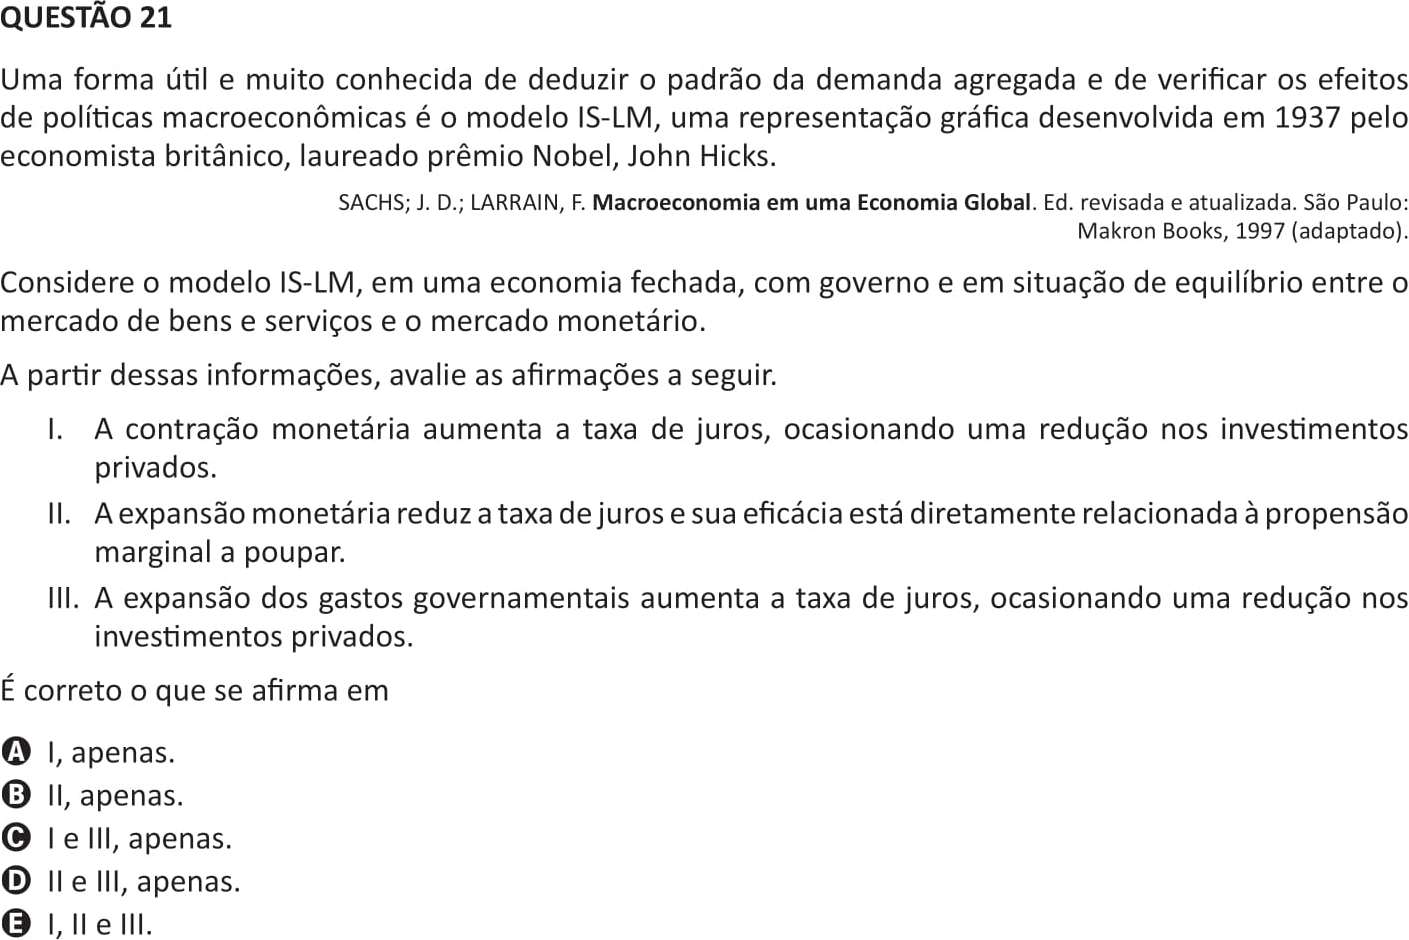 QUESTÃO 21
Uma forma útil e muito conhecida de deduzir o padrão da demanda agregada e de verificar os efeitos
de políticas macroeconômicas é o modelo IS-LM, uma representação gráfica desenvolvida em 1937 pelo
economista britânico, laureado prêmio Nobel, John Hicks.
SACHS; J. D.; LARRAIN, F. Macroeconomia em uma Economia Global. Ed. revisada e atualizada. São Paulo:
Makron Books, 1997 (adaptado).
Considere o modelo IS-LM, em uma economia fechada, com governo e em situação de equilíbrio entre o
mercado de bens e serviços e o mercado monetário.
A partir dessas informações, avalie as afirmações a seguir.
I. A contração monetária aumenta a taxa de juros, ocasionando uma redução nos investimentos
privados.
II. A expansão monetária reduz a taxa de juros e sua eficácia está diretamente relacionada à propensão
marginal a poupar.
III. A expansão dos gastos governamentais aumenta a taxa de juros, ocasionando uma redução nos
investimentos privados.
É correto o que se afirma em
A I, apenas.
B II, apenas.
C I e III, apenas.
D II e III, apenas.
E I, II e III.